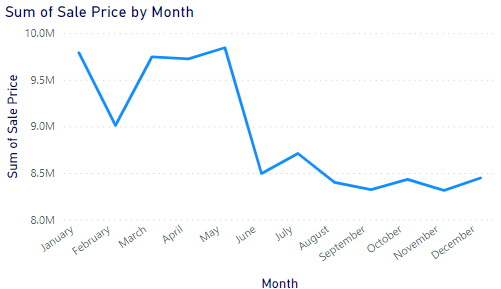 Sum of Sale Price by Month
Sum of Sale Price
10.0M
9.5M
9.0M
8.5M
8.0M
January
February
March
April
May
June
July
August
September
October
November
December
Month